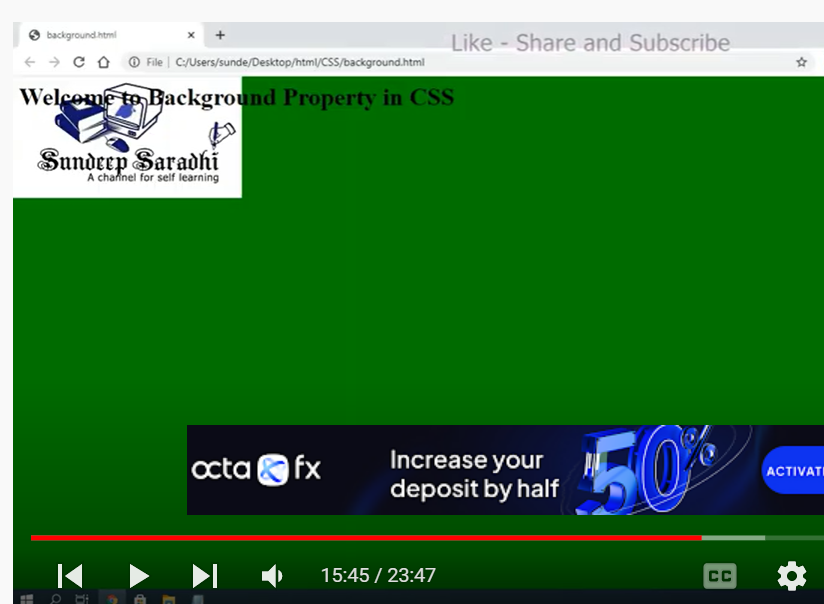 background.html
Like - Share and Subscribe
File | C:/Users/sunde/Desktop/html/CSS/background.html
Welcome to Background Property in CSS
Sundeep Saradhi
A channel for self learning
octa fx
Increase your
deposit by half
50%
ACTIVAT
15:45 / 23:47
CC